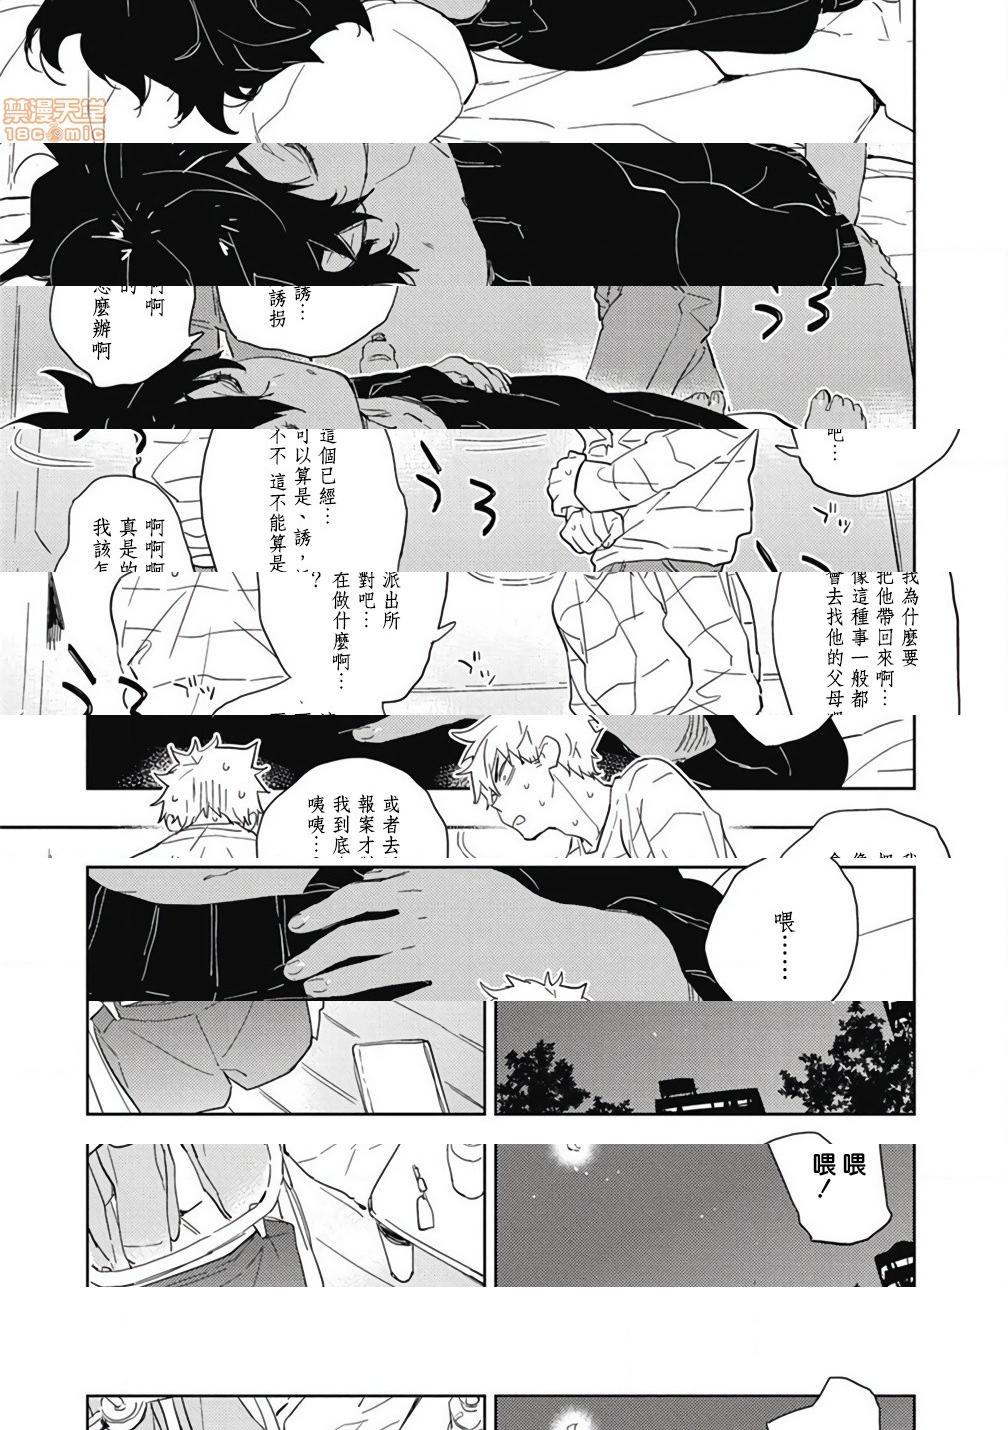 禁漫天堂
18comic
誘…
誘拐
啊啊
的
怎麼辦啊
吧…
這個已經…
可以算是、誘,
不不 這不能算是
啊啊啊
真是的
我該
我為什麼要
把他帶回來啊…
像這種事一般都
會去找他的父母
派出所
對吧…
在做什麼啊…
?
或者去
報案才
我到底
咦咦…
喂……
喂喂!